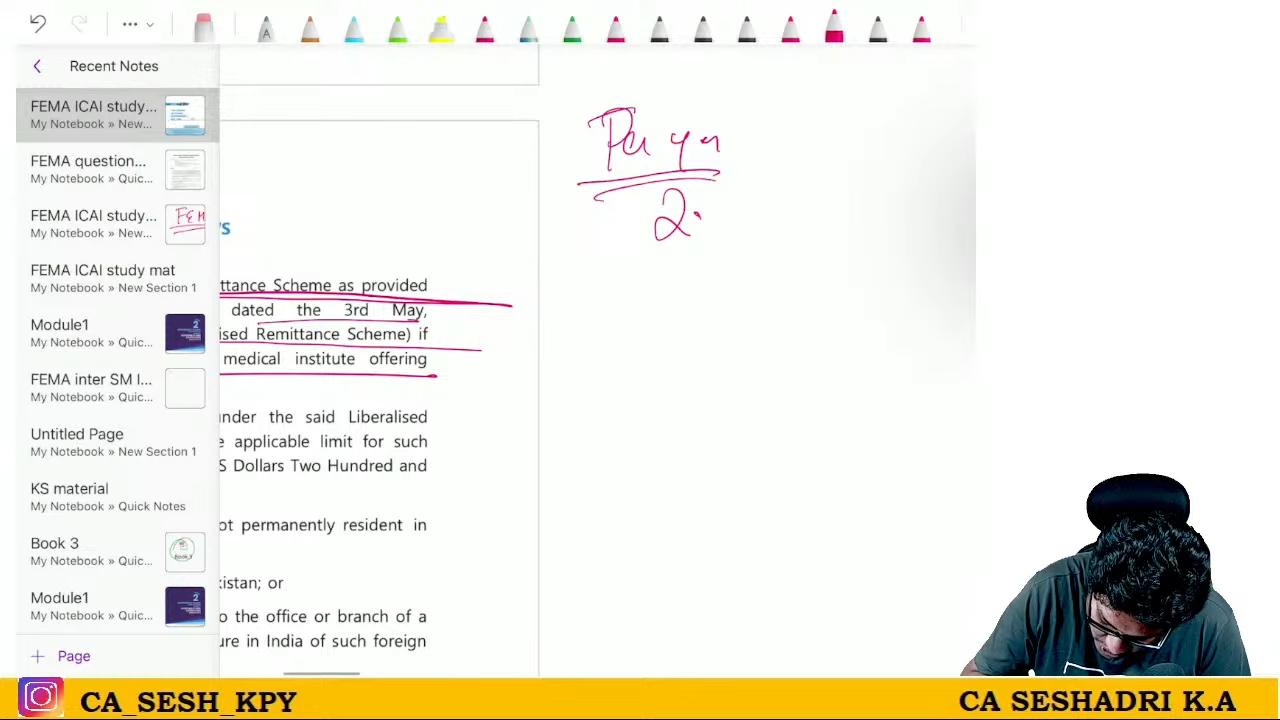 A
Recent Notes
FEMA ICAI study...
My Notebook » New...
FEMA question...
My Notebook » Quic...
FEMA ICAI study...
My Notebook » New...
FEMA ICAI study mat
My Notebook » New Section 1
Module1
My Notebook » Quic...
FEMA inter SM I...
My Notebook » Quic...
Untitled Page
My Notebook » New Section 1
KS material
My Notebook » Quick Notes
Book 3
My Notebook » Quic...
Module1
My Notebook » Quic...
+ Page
ttance Scheme as provided
dated the 3rd May,
ised Remittance Scheme) if
medical institute offering
under the said Liberalised
e applicable limit for such
S Dollars Two Hundred and
ot permanently resident in
kistan; or
o the office or branch of a
ure in India of such foreign
2.
CA_SESH_KPY
CA SESHADRI K.A